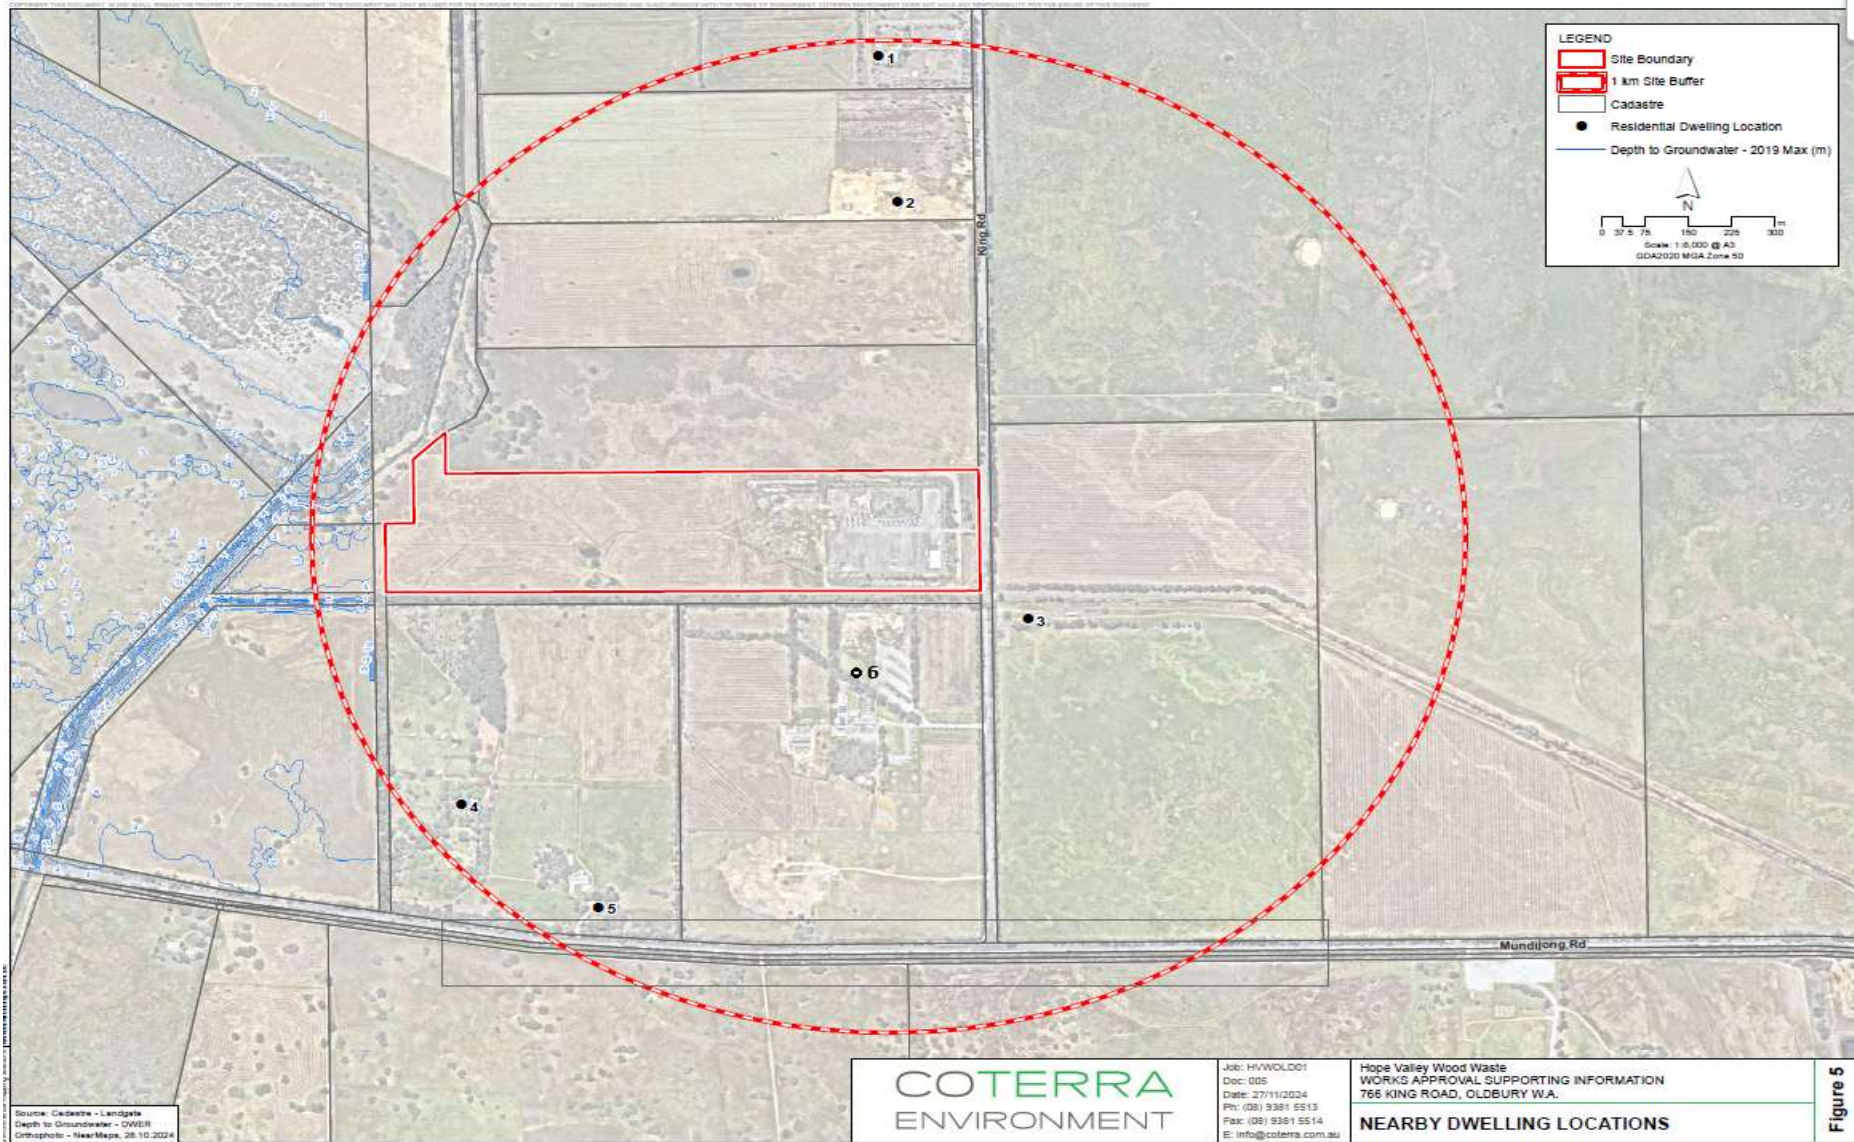 1
2
King Rd
3
6
4
5
Mundijong Rd
LEGEND
Site Boundary
1 km Site Buffer
Cadastre
Residential Dwelling Location
Depth to Groundwater - 2019 Max (m)
N
m
0 37.5 75 150 225 300
Scale: 1:6,000 @ A3
GDA2020 MGA Zone 50
Source: Cadastre - Landgate
Depth to Groundwater - DWER
Orthophoto - NearMaps, 28.10.2024
COTERRA
ENVIRONMENT
Job: HVWOLD01
Doc: 005
Date: 27/11/2024
Ph: (08) 9381 5513
Fax: (08) 9381 5514
E: info@coterra.com.au
Hope Valley Wood Waste
WORKS APPROVAL SUPPORTING INFORMATION
766 KING ROAD, OLDBURY W.A.
NEARBY DWELLING LOCATIONS
Figure 5